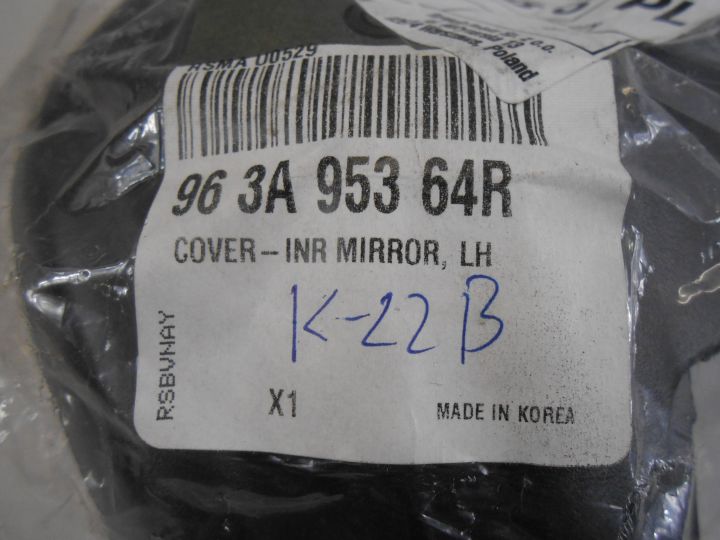 PL
Poland
RSMA 00529
96 3A 953 64R
COVER-INR MIRROR, LH
K-22B
RSBVNAY
X1
MADE IN KOREA